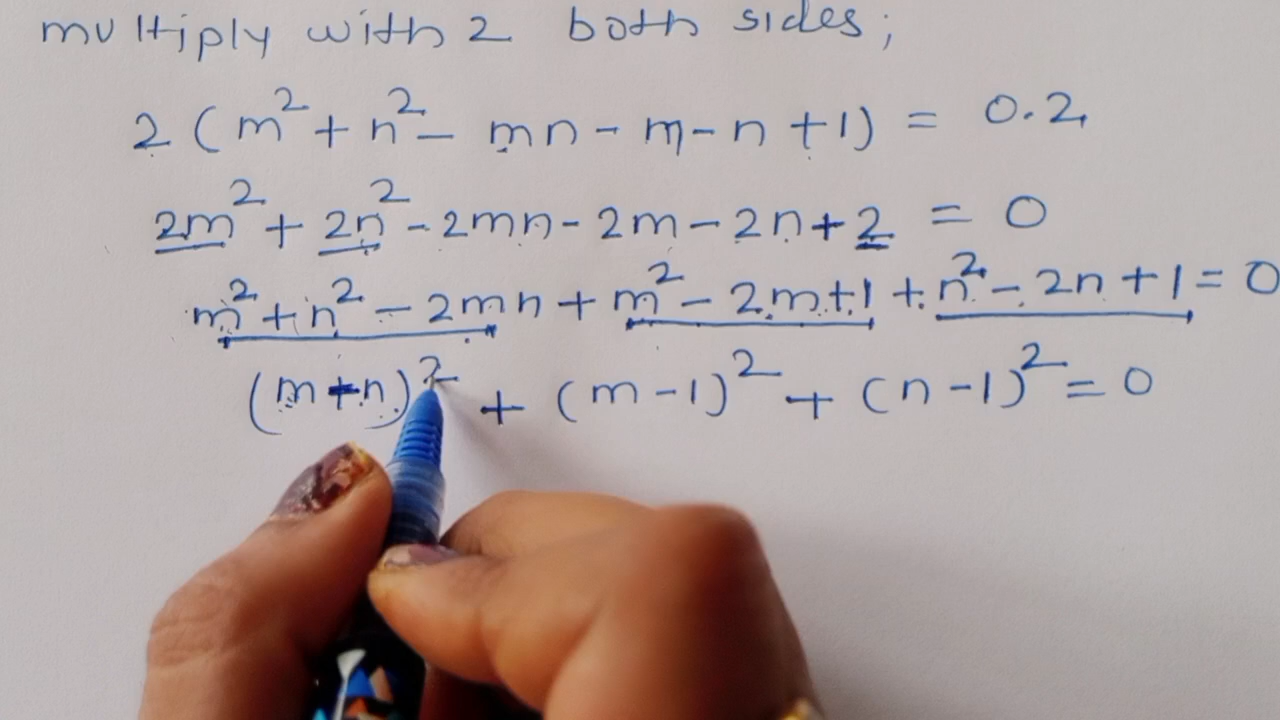 multiply with 2 both sides;
2 (m² + n² - mn - m - n + 1) = 0.2
2m² + 2n² - 2mn - 2m - 2n + 2 = 0
m² + n² - 2mn + m² - 2m + 1 + n² - 2n + 1 = 0
(m - n)² + (m - 1)² + (n - 1)² = 0